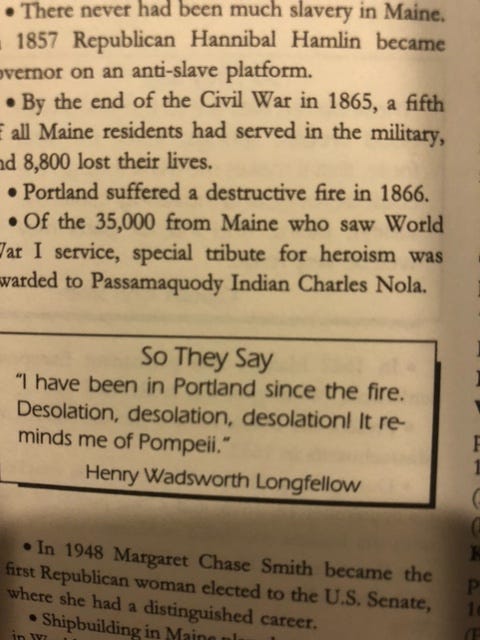 • There never had been much slavery in Maine.
1857 Republican Hannibal Hamlin became
overnor on an anti-slave platform.
• By the end of the Civil War in 1865, a fifth
f all Maine residents had served in the military,
nd 8,800 lost their lives.
• Portland suffered a destructive fire in 1866.
• Of the 35,000 from Maine who saw World
War I service, special tribute for heroism was
warded to Passamaquody Indian Charles Nola.
So They Say
"I have been in Portland since the fire.
Desolation, desolation, desolation! It re-
minds me of Pompeii."
Henry Wadsworth Longfellow
• In 1948 Margaret Chase Smith became the
first Republican woman elected to the U.S. Senate,
where she had a distinguished career.
• Shipbuilding in Maine